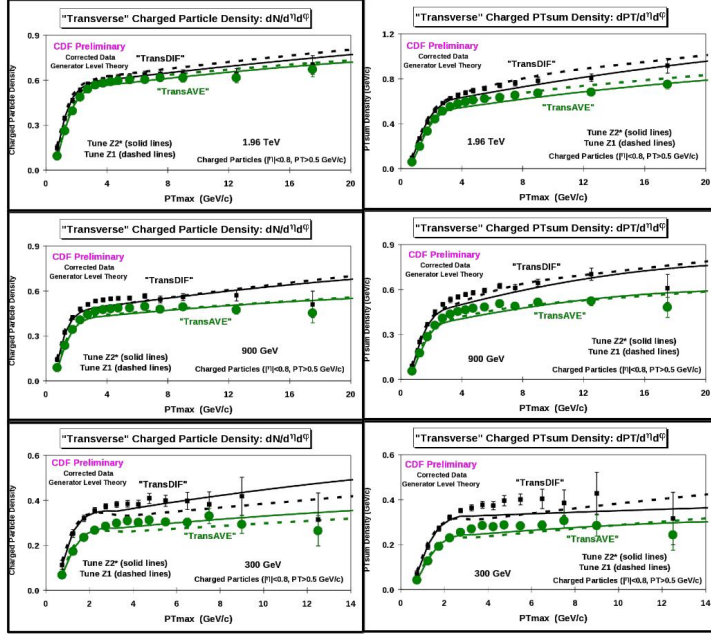 "Transverse" Charged Particle Density: dN/dηdφ
CDF Preliminary
Corrected Data
Generator Level Theory
"TransDIF"
"TransAVE"
1.96 TeV
Tune Z2* (solid lines)
Tune Z1 (dashed lines)
Charged Particles (|η|<0.8, PT>0.5 GeV/c)
Charged Particle Density
0.9
0.6
0.3
0.0
0 4 8 12 16 20
PTmax (GeV/c)
"Transverse" Charged PTsum Density: dPT/dηdφ
CDF Preliminary
Corrected Data
Generator Level Theory
"TransDIF"
"TransAVE"
1.96 TeV
Tune Z2* (solid lines)
Tune Z1 (dashed lines)
Charged Particles (|η|<0.8, PT>0.5 GeV/c)
PTsum Density (GeV/c)
1.2
0.8
0.4
0.0
0 4 8 12 16 20
PTmax (GeV/c)
"Transverse" Charged Particle Density: dN/dηdφ
CDF Preliminary
Corrected Data
Generator Level Theory
"TransDIF"
"TransAVE"
900 GeV
Tune Z2* (solid lines)
Tune Z1 (dashed lines)
Charged Particles (|η|<0.8, PT>0.5 GeV/c)
Charged Particle Density
0.9
0.6
0.3
0.0
0 4 8 12 16 20
PTmax (GeV/c)
"Transverse" Charged PTsum Density: dPT/dηdφ
CDF Preliminary
Corrected Data
Generator Level Theory
"TransDIF"
"TransAVE"
900 GeV
Tune Z2* (solid lines)
Tune Z1 (dashed lines)
Charged Particles (|η|<0.8, PT>0.5 GeV/c)
PTsum Density (GeV/c)
0.9
0.6
0.3
0.0
0 4 8 12 16 20
PTmax (GeV/c)
"Transverse" Charged Particle Density: dN/dηdφ
CDF Preliminary
Corrected Data
Generator Level Theory
"TransDIF"
"TransAVE"
300 GeV
Tune Z2* (solid lines)
Tune Z1 (dashed lines)
Charged Particles (|η|<0.8, PT>0.5 GeV/c)
Charged Particle Density
0.6
0.4
0.2
0.0
0 2 4 6 8 10 12 14
PTmax (GeV/c)
"Transverse" Charged PTsum Density: dPT/dηdφ
CDF Preliminary
Corrected Data
Generator Level Theory
"TransDIF"
"TransAVE"
300 GeV
Tune Z2* (solid lines)
Tune Z1 (dashed lines)
Charged Particles (|η|<0.8, PT>0.5 GeV/c)
PTsum Density (GeV/c)
0.6
0.4
0.2
0.0
0 2 4 6 8 10 12 14
PTmax (GeV/c)